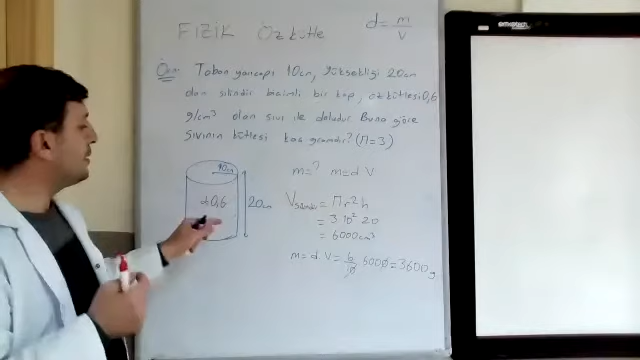 FİZİK Özkütle d = m/V
Örn: Taban yarıçapı 10cm, yüksekliği 20cm
olan silindir biçimli bir kap, özkütlesi 0,6
g/cm³ olan sıvı ile doludur. Buna göre
sıvının kütlesi kaç gramdır? (π=3)
10cm
d=0,6
20cm
m=? m=d.V
Vsilindir = πr²h
= 3.10².20
= 6000cm³
m=d.V = 6/10 . 6000 = 3600g